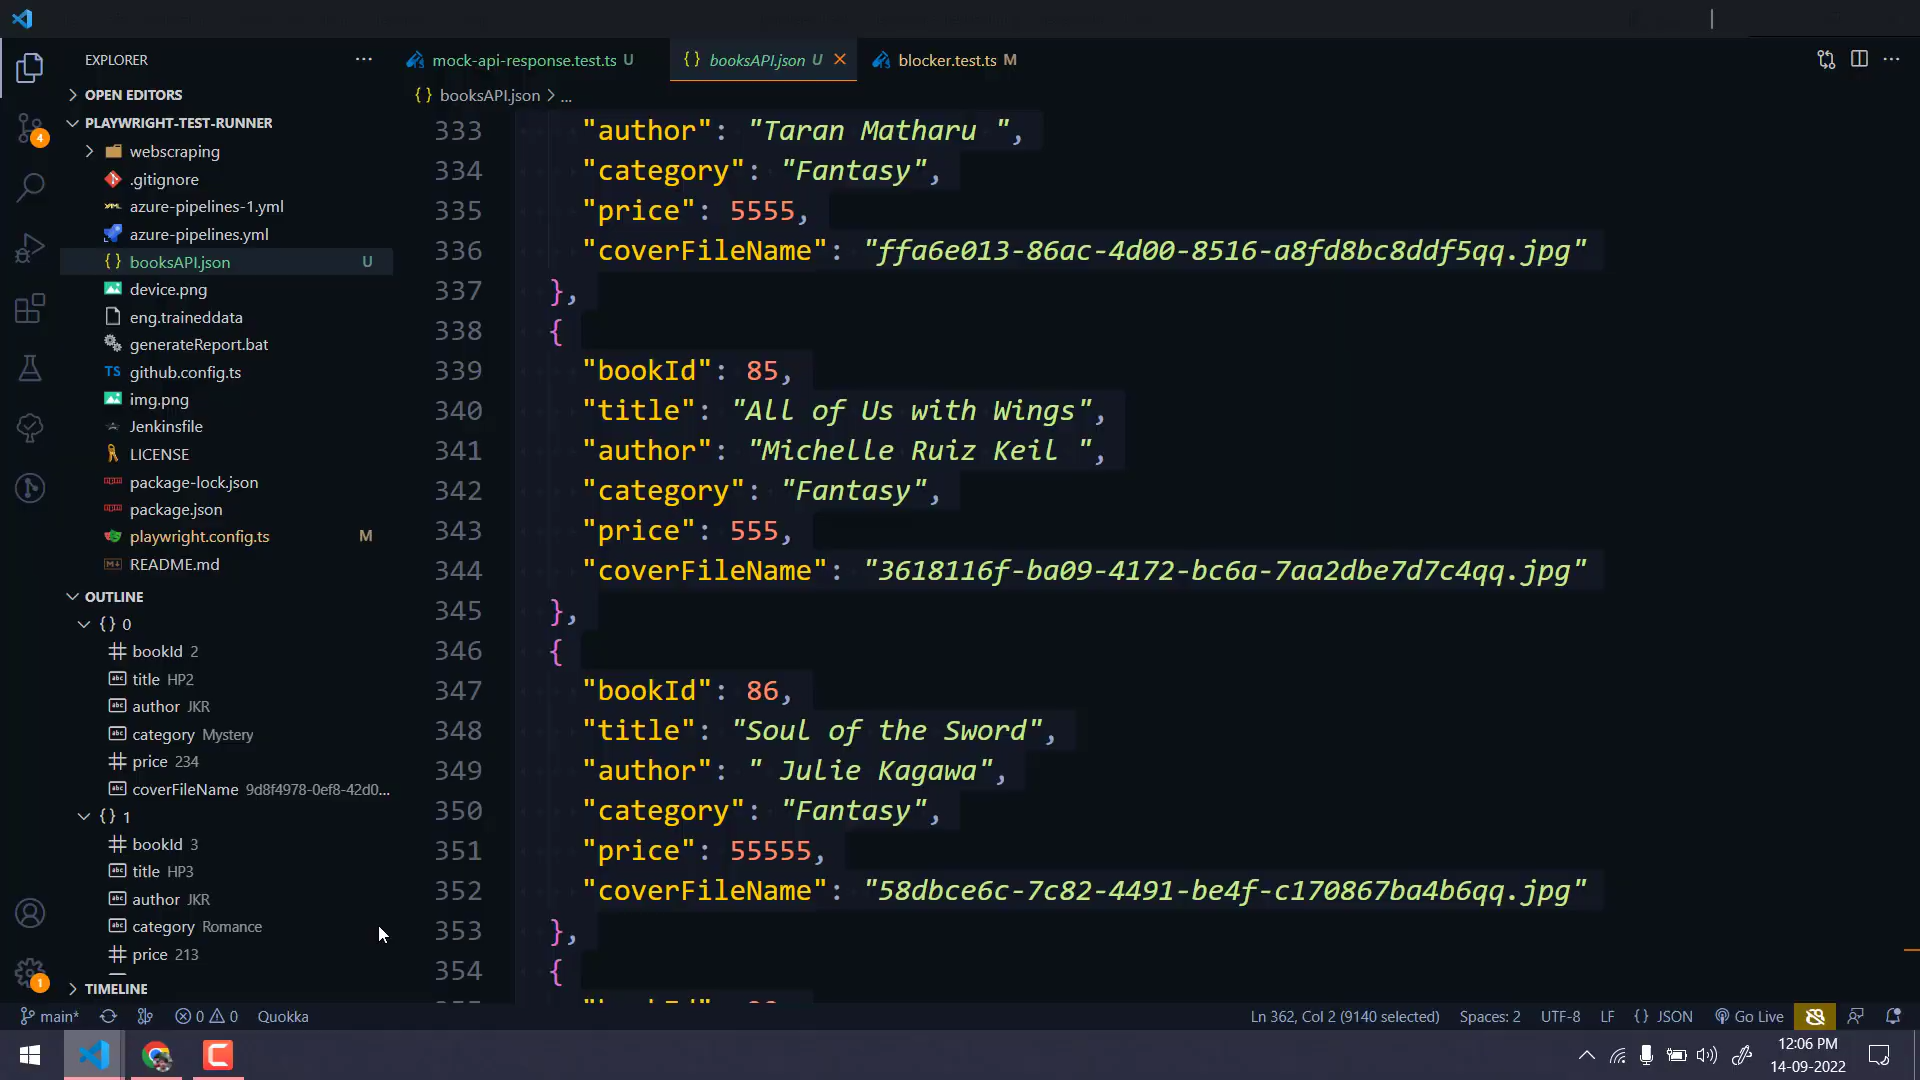 EXPLORER
OPEN EDITORS
PLAYWRIGHT-TEST-RUNNER
webscraping
.gitignore
azure-pipelines-1.yml
azure-pipelines.yml
booksAPI.json U
device.png
eng.traineddata
generateReport.bat
TS github.config.ts
img.png
Jenkinsfile
LICENSE
package-lock.json
package.json
playwright.config.ts M
README.md
OUTLINE
{} 0
bookId 2
title HP2
author JKR
category Mystery
price 234
coverFileName 9d8f4978-0ef8-42d0...
{} 1
bookId 3
title HP3
author JKR
category Romance
price 213
TIMELINE
mock-api-response.test.ts U
{} booksAPI.json U
blocker.test.ts M
{} booksAPI.json > ...
333 "author": "Taran Matharu ",
334 "category": "Fantasy",
335 "price": 5555,
336 "coverFileName": "ffa6e013-86ac-4d00-8516-a8fd8bc8ddf5qq.jpg"
337 },
338 {
339 "bookId": 85,
340 "title": "All of Us with Wings",
341 "author": "Michelle Ruiz Keil ",
342 "category": "Fantasy",
343 "price": 555,
344 "coverFileName": "3618116f-ba09-4172-bc6a-7aa2dbe7d7c4qq.jpg"
345 },
346 {
347 "bookId": 86,
348 "title": "Soul of the Sword",
349 "author": " Julie Kagawa",
350 "category": "Fantasy",
351 "price": 55555,
352 "coverFileName": "58dbce6c-7c82-4491-be4f-c170867ba4b6qq.jpg"
353 },
354 {
4
1
main* 0 0 Quokka
Ln 362, Col 2 (9140 selected) Spaces: 2 UTF-8 LF {} JSON Go Live
12:06 PM
14-09-2022